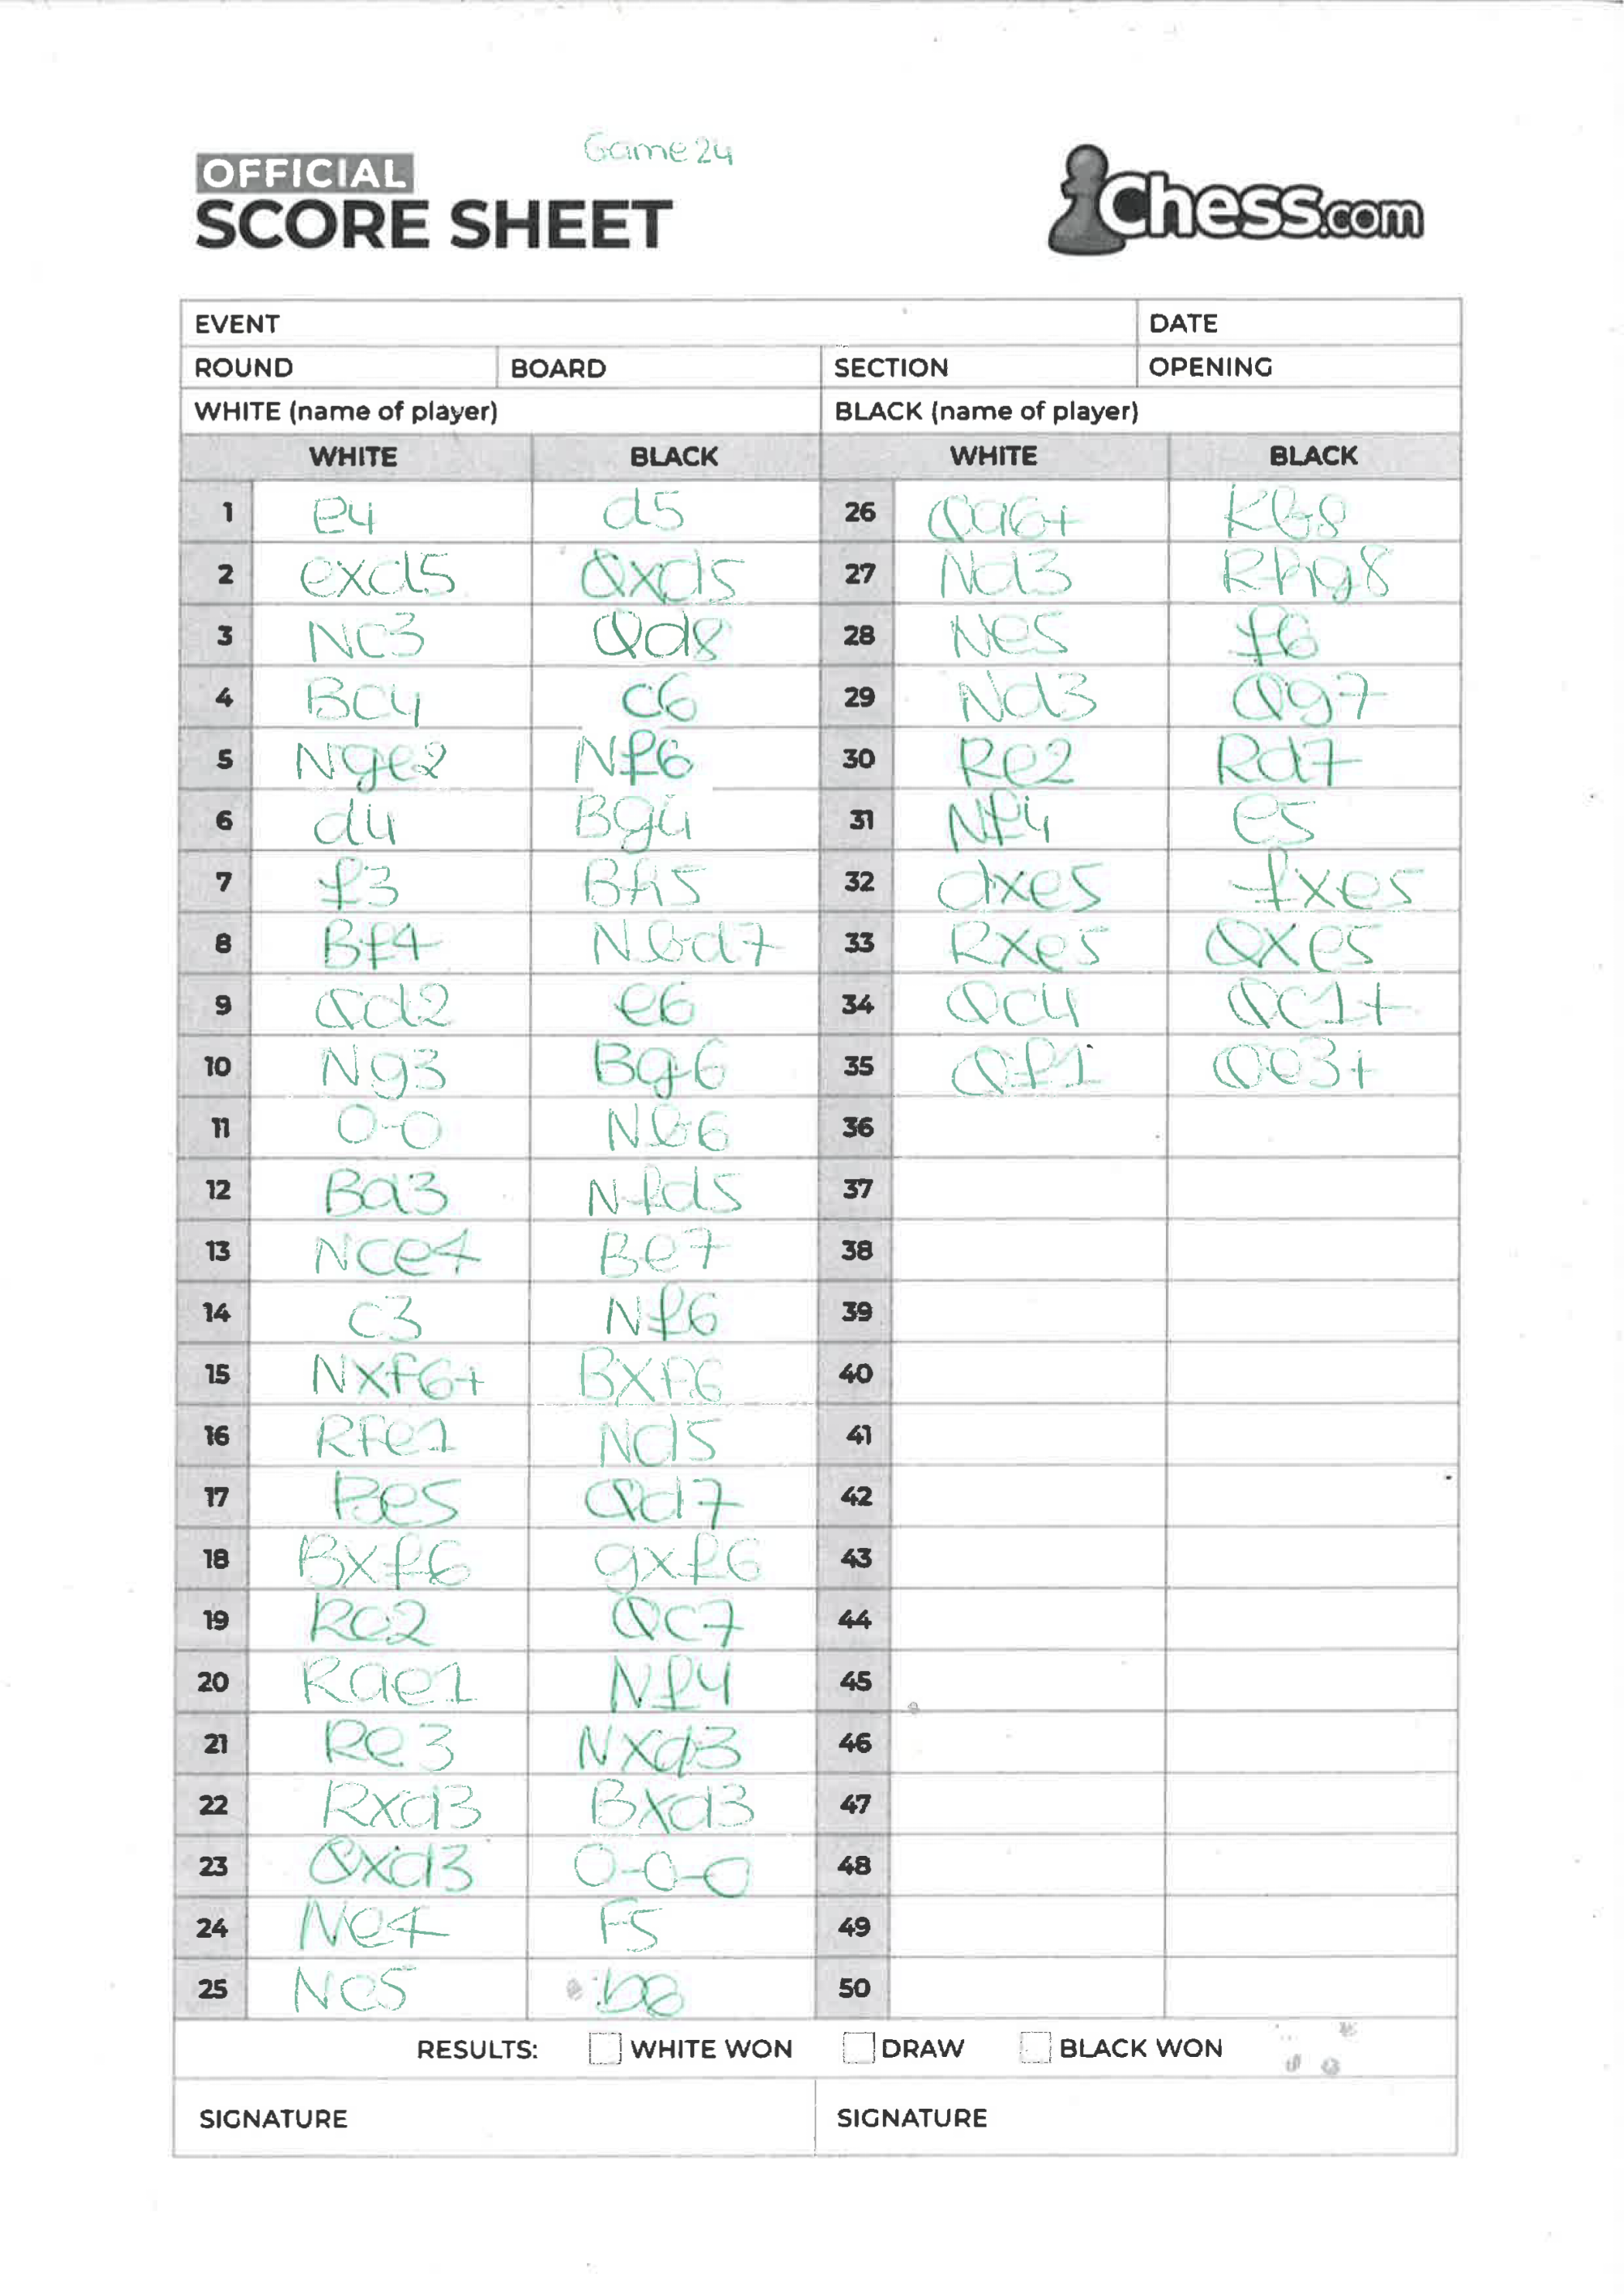 Game 24
OFFICIAL
SCORE SHEET
Chess.com
EVENT DATE
ROUND BOARD SECTION OPENING
WHITE (name of player) BLACK (name of player)
WHITE BLACK WHITE BLACK
1 e4 d5 26 Qa6+ Kb8
2 exd5 Qxd5 27 Nd3 Rhg8
3 Nc3 Qd8 28 Ne5 f6
4 Bc4 c6 29 Nd3 Qg7
5 Nge2 Nf6 30 Re2 Rd7
6 d4 Bg4 31 Nf4 e5
7 f3 Bh5 32 dxe5 fxe5
8 Bf4 Nbd7 33 Rxe5 Qxe5
9 Qd2 e6 34 Qc4 Qc1+
10 Ng3 Bg6 35 Qf1 Qe3+
11 0-0 Nb6 36
12 Bd3 Nfd5 37
13 Nce4 Be7 38
14 c3 Nf6 39
15 Nxf6+ Bxf6 40
16 Rfe1 Nd5 41
17 Be5 Qd7 42
18 Bxf6 gxf6 43
19 Re2 Qc7 44
20 Rae1 Nf4 45
21 Re3 Nxd3 46
22 Rxd3 Bxd3 47
23 Qxd3 0-0-0 48
24 Ne4 F5 49
25 Nc5 b6 50
RESULTS: WHITE WON DRAW BLACK WON
SIGNATURE SIGNATURE